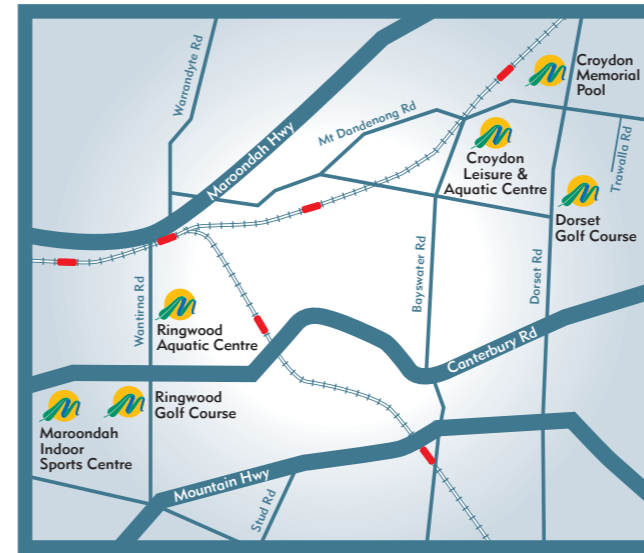 Warrandyte Rd
Maroondah Hwy
Mt Dandenong Rd
Croydon
Memorial
Pool
Croydon
Leisure &
Aquatic Centre
Trawalla Rd
Dorset
Golf Course
Wantirna Rd
Bayswater Rd
Dorset Rd
Ringwood
Aquatic Centre
Canterbury Rd
Ringwood
Golf Course
Maroondah
Indoor
Sports Centre
Mountain Hwy
Stud Rd